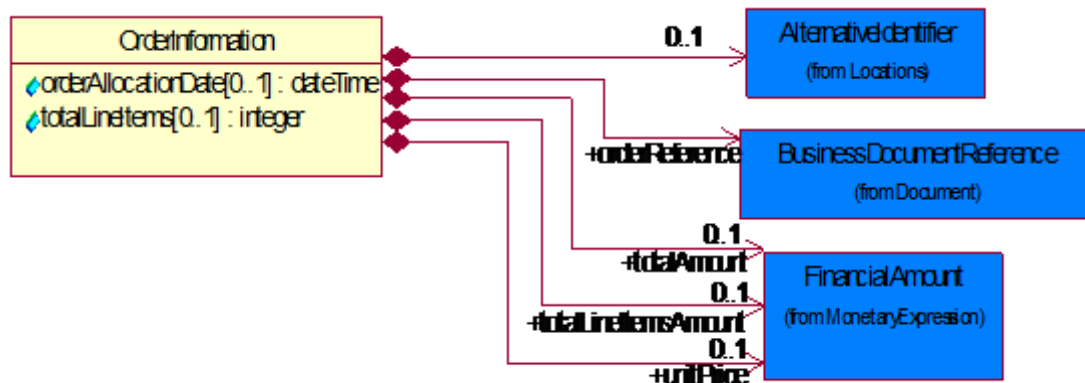 OrderInformation
orderAllocationDate[0..1] : dateTime
totalLineItems[0..1] : integer
0..1
AlternativeIdentifier
(from Locations)
+orderReference
BusinessDocumentReference
(from Document)
0..1
+totalAmount
0..1
+totalLineItemsAmount
0..1
+unitPrice
FinancialAmount
(from MonetaryExpression)